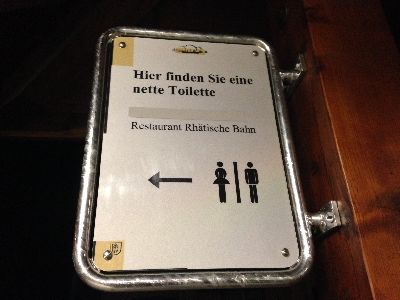 Hier finden Sie eine
nette Toilette
Restaurant Rhätische Bahn